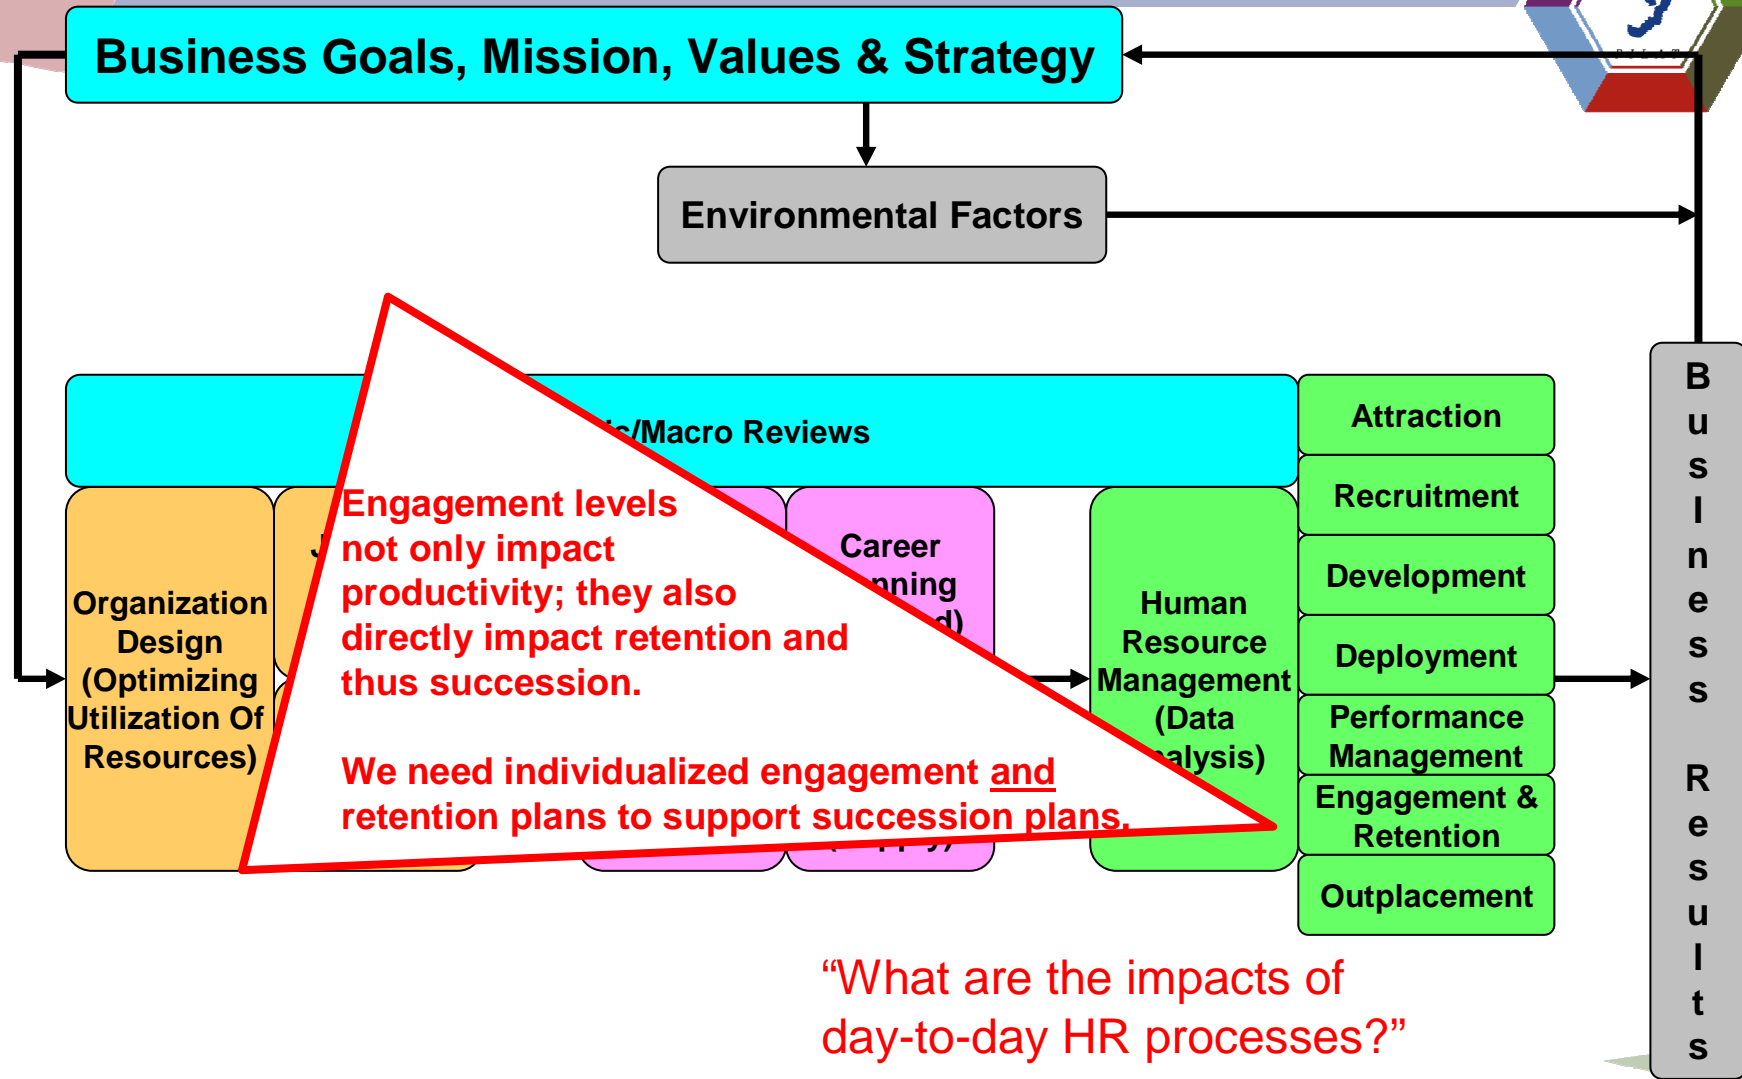 Business Goals, Mission, Values & Strategy
Environmental Factors
/Macro Reviews
Organization
Design
(Optimizing
Utilization Of
Resources)
Engagement levels
not only impact
productivity; they also
directly impact retention and
thus succession.
We need individualized engagement and
retention plans to support succession plans.
Career
Human
Resource
Management
(Data
Attraction
Recruitment
Development
Deployment
Performance
Management
Engagement &
Retention
Outplacement
B
u
s
I
n
e
s
s
R
e
s
u
l
t
s
“What are the impacts of
day-to-day HR processes?”